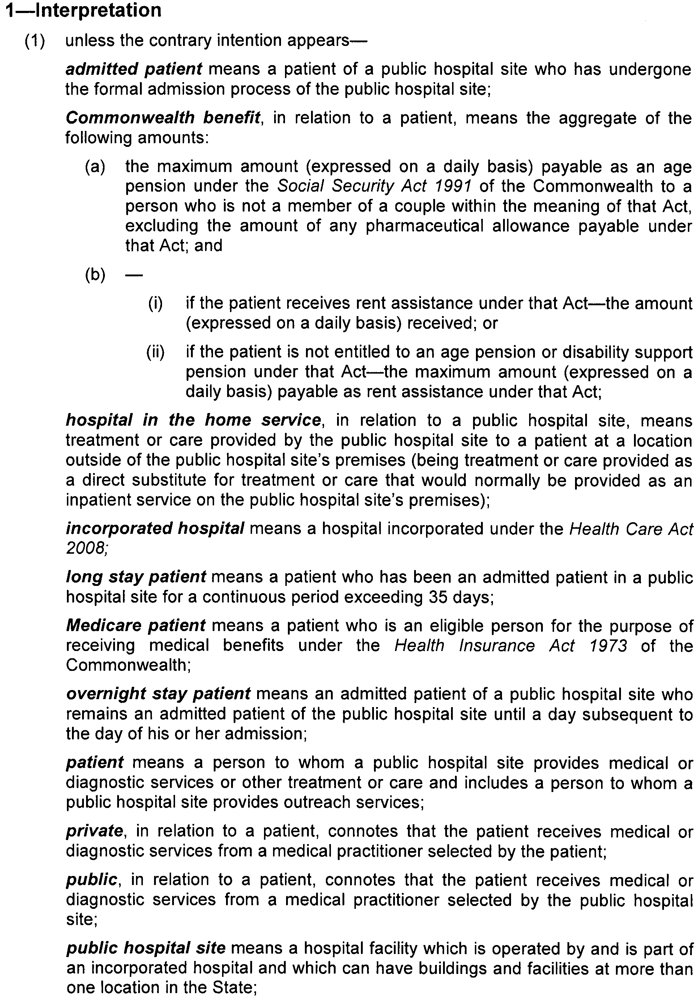 1—Interpretation
(1) unless the contrary intention appears—
admitted patient means a patient of a public hospital site who has undergone
the formal admission process of the public hospital site;
Commonwealth benefit, in relation to a patient, means the aggregate of the
following amounts:
(a) the maximum amount (expressed on a daily basis) payable as an age
pension under the Social Security Act 1991 of the Commonwealth to a
person who is not a member of a couple within the meaning of that Act,
excluding the amount of any pharmaceutical allowance payable under
that Act; and
(b) —
(i) if the patient receives rent assistance under that Act—the amount
(expressed on a daily basis) received; or
(ii) if the patient is not entitled to an age pension or disability support
pension under that Act—the maximum amount (expressed on a
daily basis) payable as rent assistance under that Act;
hospital in the home service, in relation to a public hospital site, means
treatment or care provided by the public hospital site to a patient at a location
outside of the public hospital site's premises (being treatment or care provided as
a direct substitute for treatment or care that would normally be provided as an
inpatient service on the public hospital site's premises);
incorporated hospital means a hospital incorporated under the Health Care Act
2008;
long stay patient means a patient who has been an admitted patient in a public
hospital site for a continuous period exceeding 35 days;
Medicare patient means a patient who is an eligible person for the purpose of
receiving medical benefits under the Health Insurance Act 1973 of the
Commonwealth;
overnight stay patient means an admitted patient of a public hospital site who
remains an admitted patient of the public hospital site until a day subsequent to
the day of his or her admission;
patient means a person to whom a public hospital site provides medical or
diagnostic services or other treatment or care and includes a person to whom a
public hospital site provides outreach services;
private, in relation to a patient, connotes that the patient receives medical or
diagnostic services from a medical practitioner selected by the patient;
public, in relation to a patient, connotes that the patient receives medical or
diagnostic services from a medical practitioner selected by the public hospital
site;
public hospital site means a hospital facility which is operated by and is part of
an incorporated hospital and which can have buildings and facilities at more than
one location in the State;